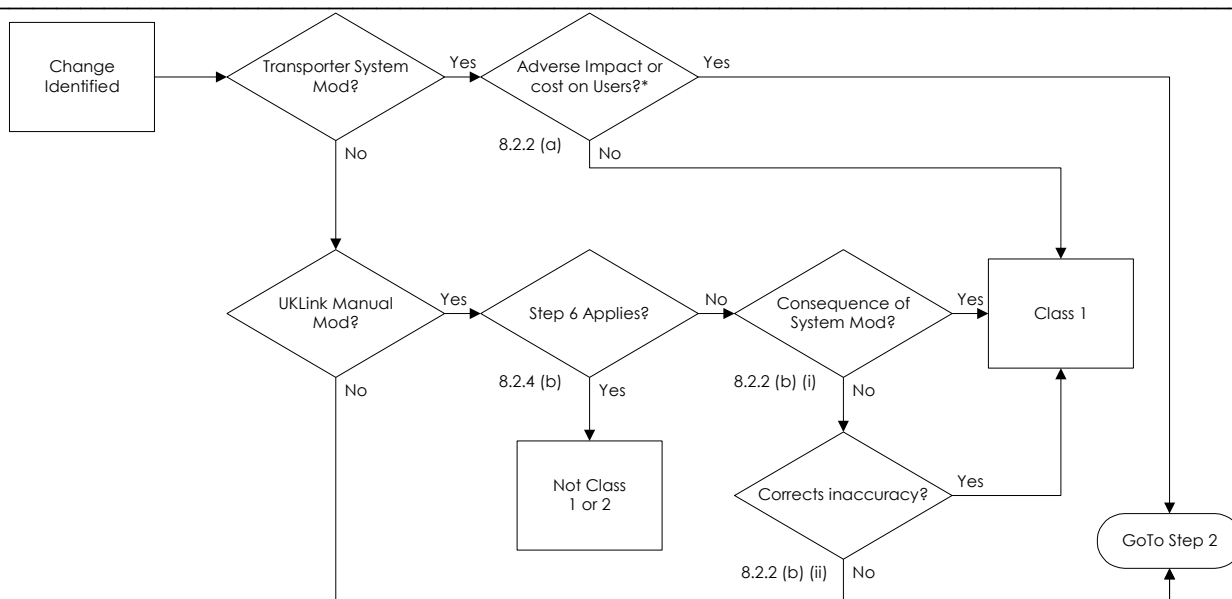 Change
Identified
Transporter System
Mod?
Yes
Adverse Impact or
cost on Users?*
Yes
8.2.2 (a)
No
No
UKLink Manual
Mod?
Yes
Step 6 Applies?
No
Consequence of
System Mod?
Yes
Class 1
No
8.2.4 (b)
Yes
8.2.2 (b) (i)
No
Not Class
1 or 2
Corrects inaccuracy?
Yes
GoTo Step 2
8.2.2 (b) (ii)
No